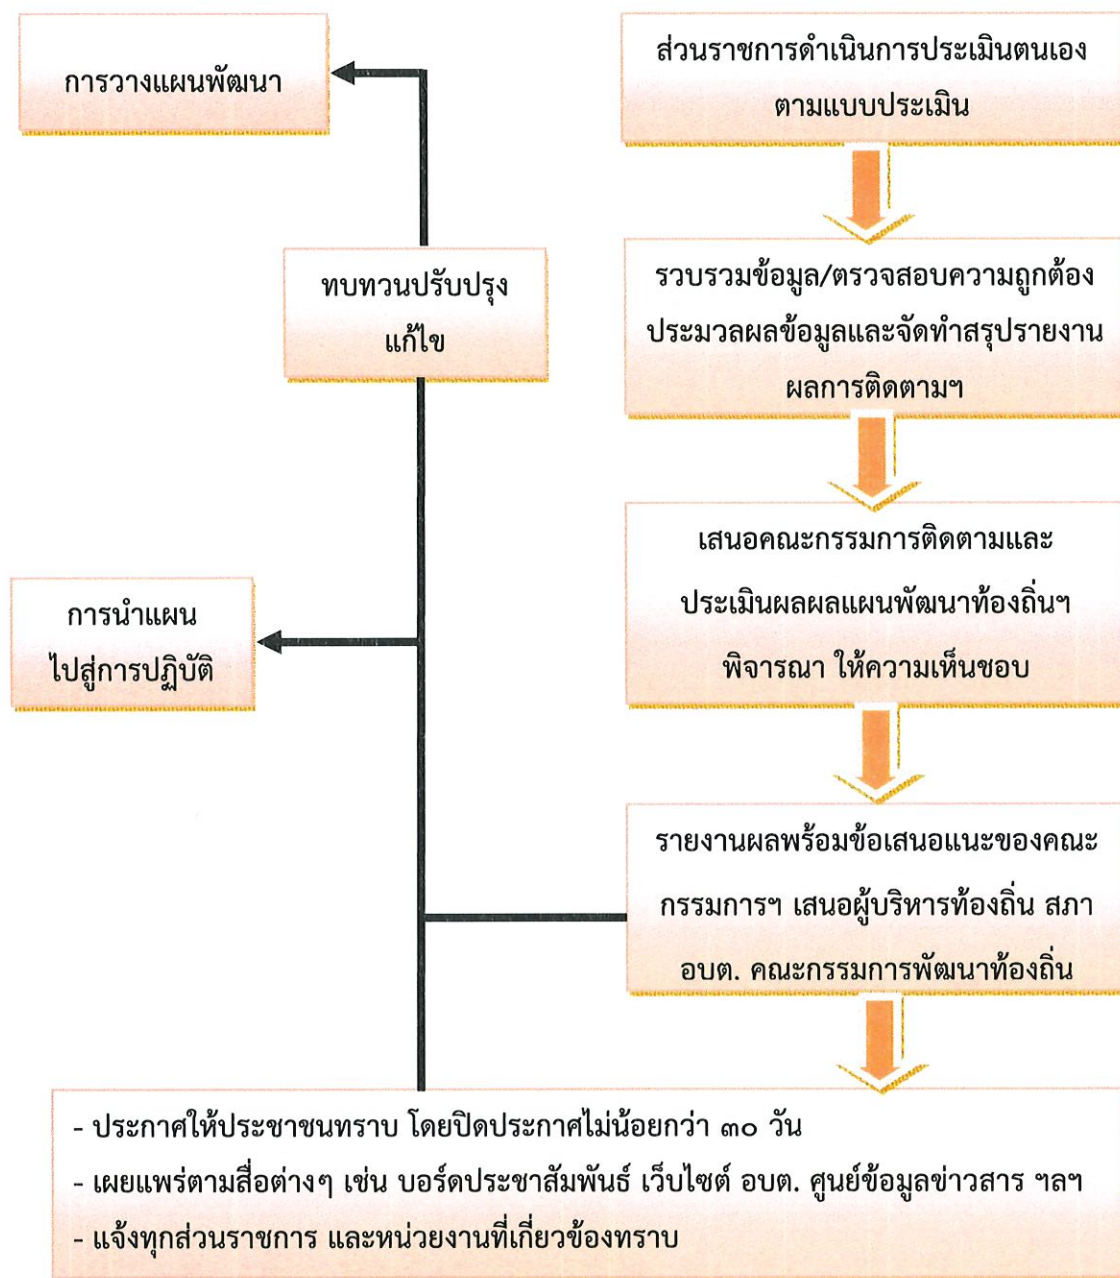 การวางแผนพัฒนา
ส่วนราชการดำเนินการประเมินตนเอง
ตามแบบประเมิน
ทบทวนปรับปรุง
แก้ไข
รวบรวมข้อมูล/ตรวจสอบความถูกต้อง
ประมวลผลข้อมูลและจัดทำสรุปรายงาน
ผลการติดตามฯ
เสนอคณะกรรมการติดตามและ
ประเมินผลผลแผนพัฒนาท้องถิ่นฯ
พิจารณา ให้ความเห็นชอบ
การนำแผน
ไปสู่การปฏิบัติ
รายงานผลพร้อมข้อเสนอแนะของคณะ
กรรมการฯ เสนอผู้บริหารท้องถิ่น สภา
อบต. คณะกรรมการพัฒนาท้องถิ่น
- ประกาศให้ประชาชนทราบ โดยปิดประกาศไม่น้อยกว่า ๓๐ วัน
- เผยแพร่ตามสื่อต่างๆ เช่น บอร์ดประชาสัมพันธ์ เว็บไซต์ อบต. ศูนย์ข้อมูลข่าวสาร ฯลฯ
- แจ้งทุกส่วนราชการ และหน่วยงานที่เกี่ยวข้องทราบ